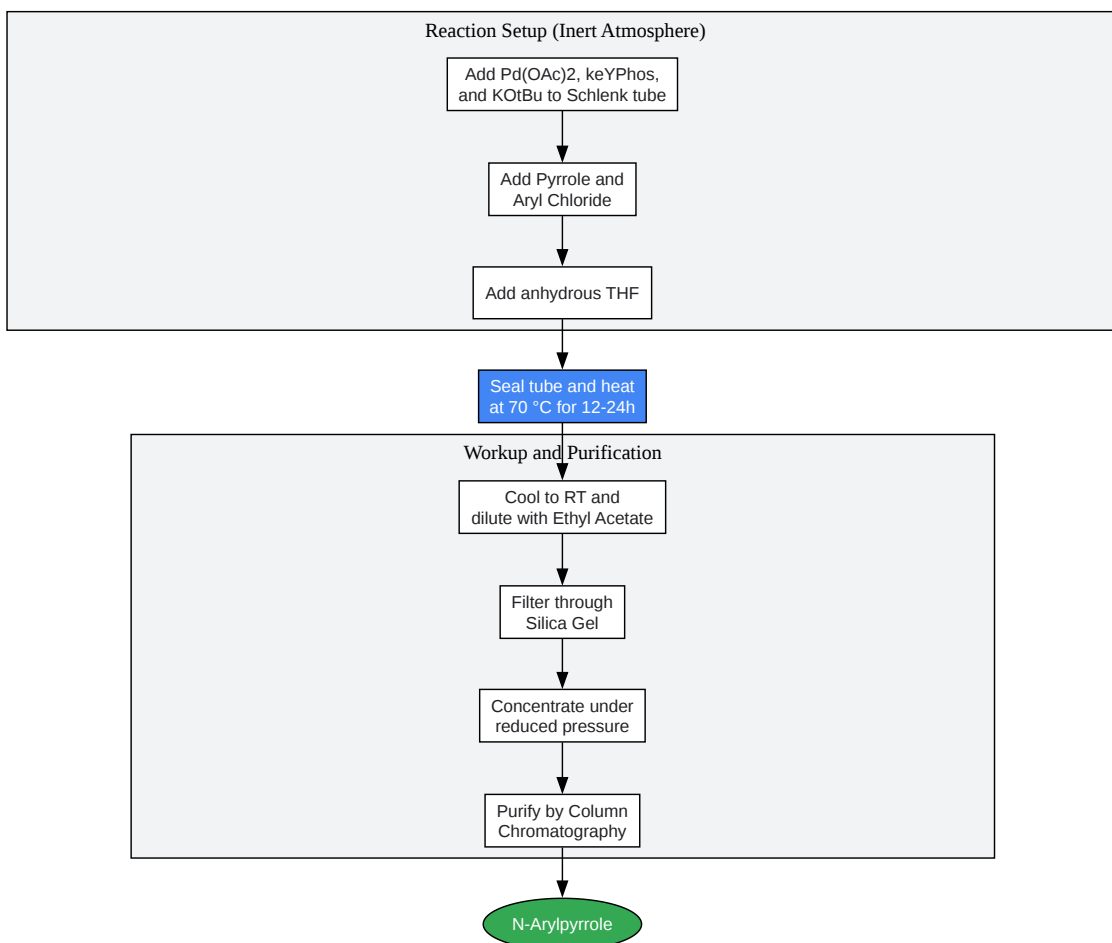 Reaction Setup (Inert Atmosphere)
Add Pd(OAc)2, keYPhos,
and KOtBu to Schlenk tube
Add Pyrrole and
Aryl Chloride
Add anhydrous THF
Seal tube and heat
at 70 °C for 12-24h
Workup and Purification
Cool to RT and
dilute with Ethyl Acetate
Filter through
Silica Gel
Concentrate under
reduced pressure
Purify by Column
Chromatography
N-Arylpyrrole